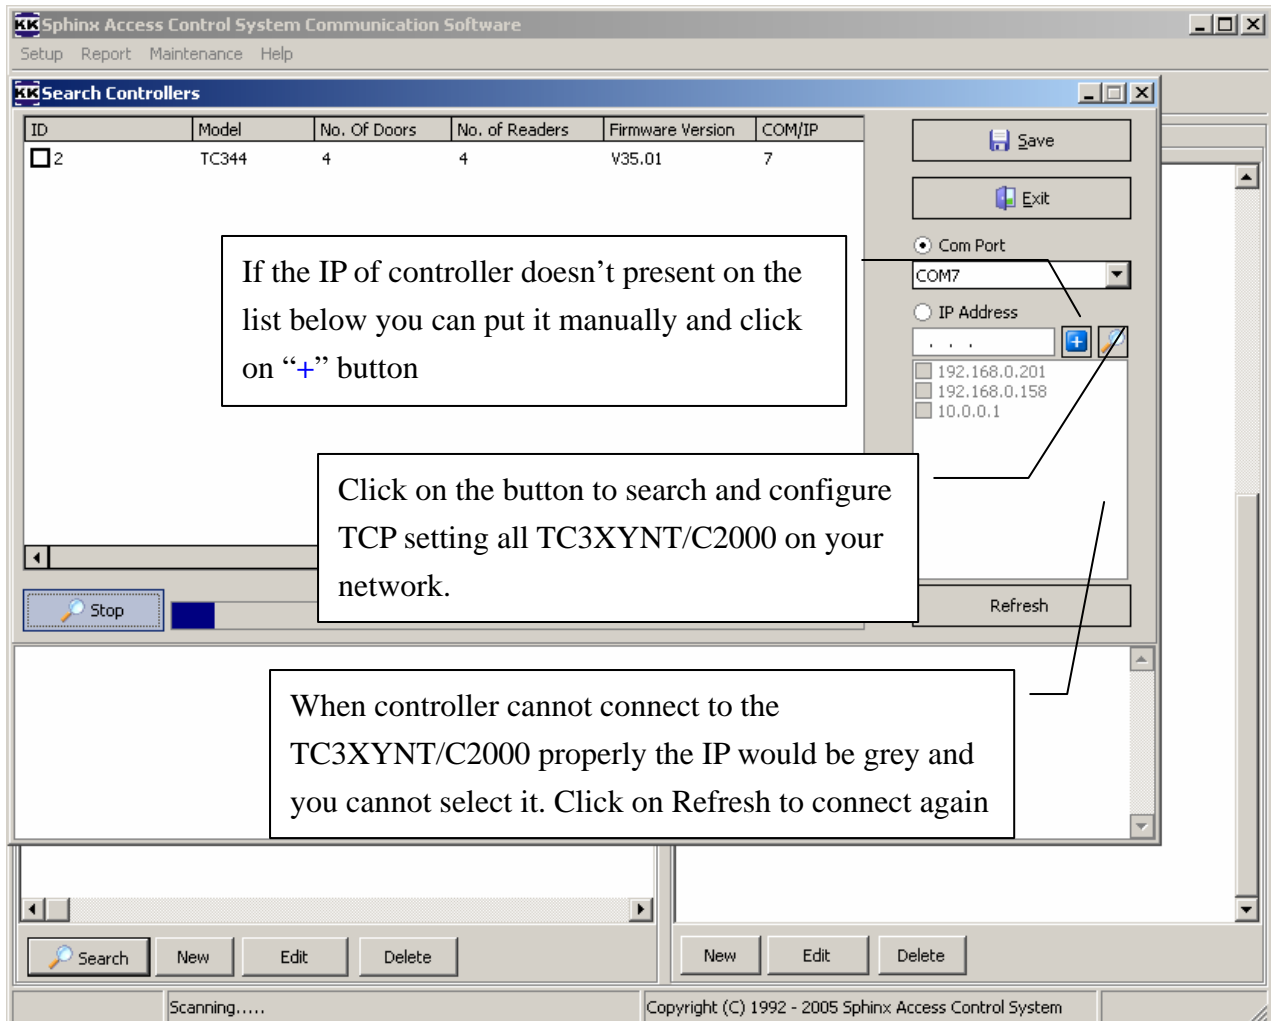 KK Sphinx Access Control System Communication Software
Setup Report Maintenance Help
KK Search Controllers
ID Model No. Of Doors No. of Readers Firmware Version COM/IP
2 TC344 4 4 V35.01 7
Save
Exit
Com Port
COM7
IP Address
. . .
192.168.0.201
192.168.0.158
10.0.0.1
If the IP of controller doesn’t present on the
list below you can put it manually and click
on “+” button
Click on the button to search and configure
TCP setting all TC3XYNT/C2000 on your
network.
Stop
Refresh
When controller cannot connect to the
TC3XYNT/C2000 properly the IP would be grey and
you cannot select it. Click on Refresh to connect again
Search New Edit Delete
New Edit Delete
Scanning.....
Copyright (C) 1992 - 2005 Sphinx Access Control System